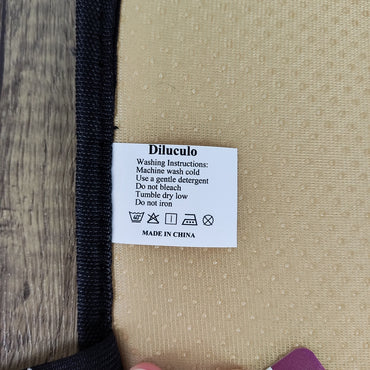 Diluculo
Washing Instructions:
Machine wash cold
Use a gentle detergent
Do not bleach
Tumble dry low
Do not iron
MADE IN CHINA